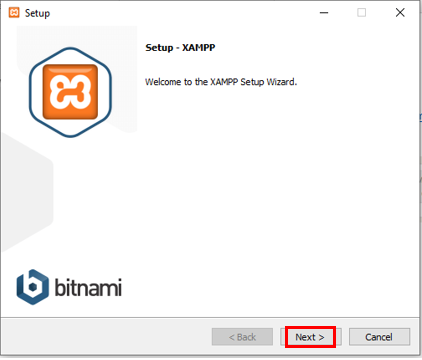 Setup
Setup - XAMPP
Welcome to the XAMPP Setup Wizard.
bitnami
< Back
Next >
Cancel